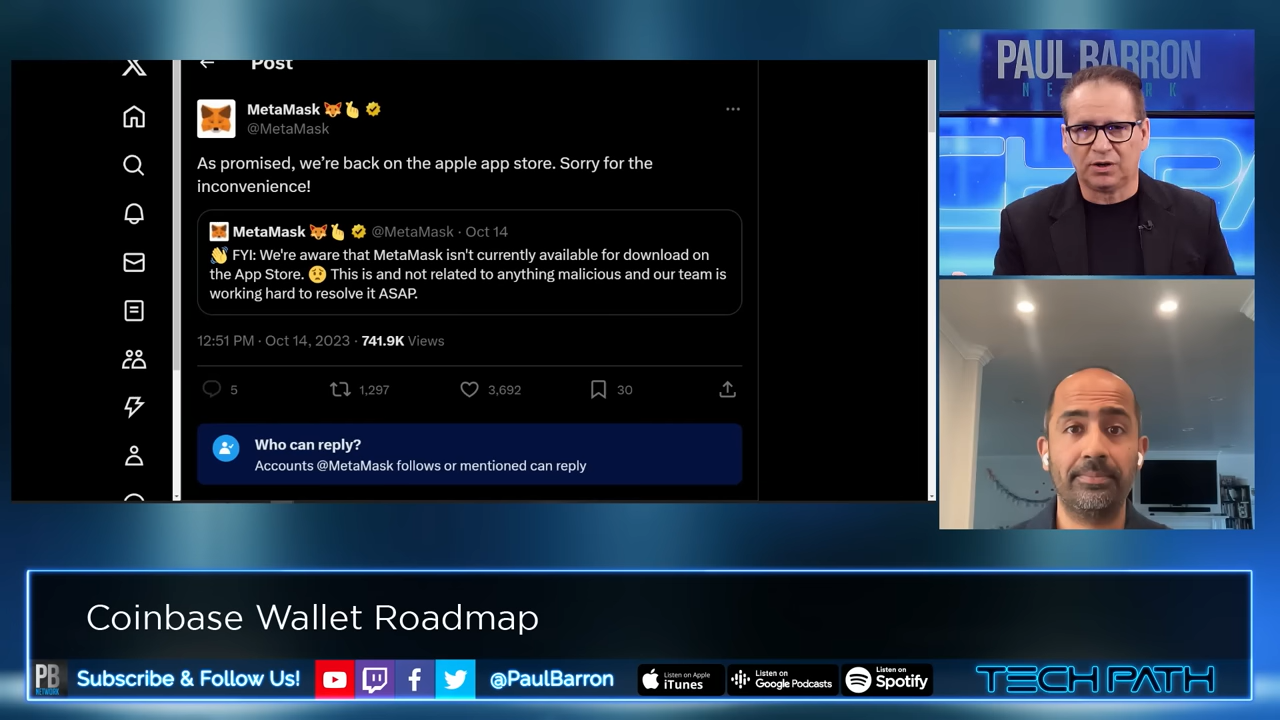 Post
MetaMask
@MetaMask
As promised, we’re back on the apple app store. Sorry for the
inconvenience!
MetaMask @MetaMask · Oct 14
FYI: We're aware that MetaMask isn't currently available for download on
the App Store. This is and not related to anything malicious and our team is
working hard to resolve it ASAP.
12:51 PM · Oct 14, 2023 · 741.9K Views
5 1,297 3,692 30
Who can reply?
Accounts @MetaMask follows or mentioned can reply
PAUL BARRON
NETWORK
Coinbase Wallet Roadmap
PB
NETWORK
Subscribe & Follow Us!
@PaulBarron
Listen on Apple
iTunes
Listen on
Google Podcasts
Listen on
Spotify
TECH PATH